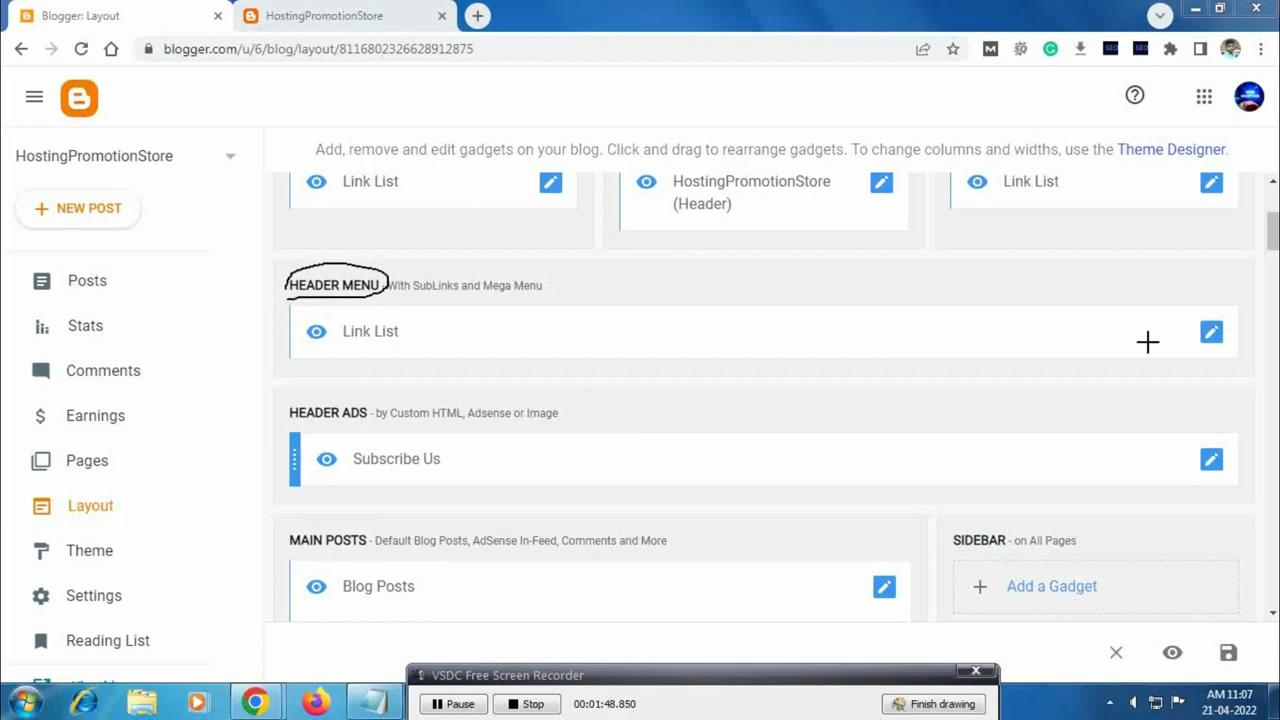 Blogger: Layout
HostingPromotionStore
blogger.com/u/6/blog/layout/8116802326628912875
HostingPromotionStore
NEW POST
Posts
Stats
Comments
Earnings
Pages
Layout
Theme
Settings
Reading List
Add, remove and edit gadgets on your blog. Click and drag to rearrange gadgets. To change columns and widths, use the Theme Designer.
Link List
HostingPromotionStore
(Header)
Link List
HEADER MENU - With SubLinks and Mega Menu
Link List
HEADER ADS - by Custom HTML, Adsense or Image
Subscribe Us
MAIN POSTS - Default Blog Posts, AdSense In-Feed, Comments and More
Blog Posts
SIDEBAR - on All Pages
Add a Gadget
VSDC Free Screen Recorder
Pause
Stop
00:01:48.850
Finish drawing
AM 11:07
21-04-2022